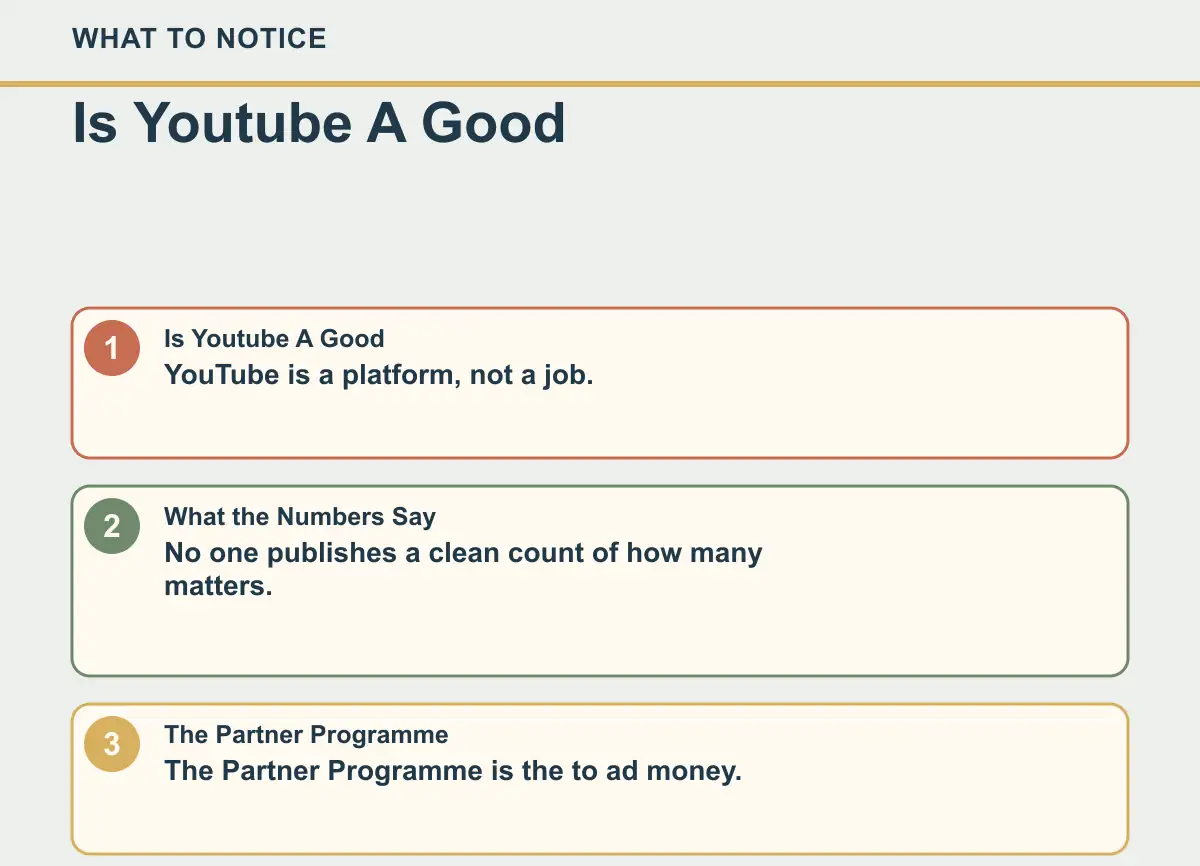 WHAT TO NOTICE
Is Youtube A Good
1
Is Youtube A Good
YouTube is a platform, not a job.
2
What the Numbers Say
No one publishes a clean count of how many
matters.
3
The Partner Programme
The Partner Programme is the to ad money.